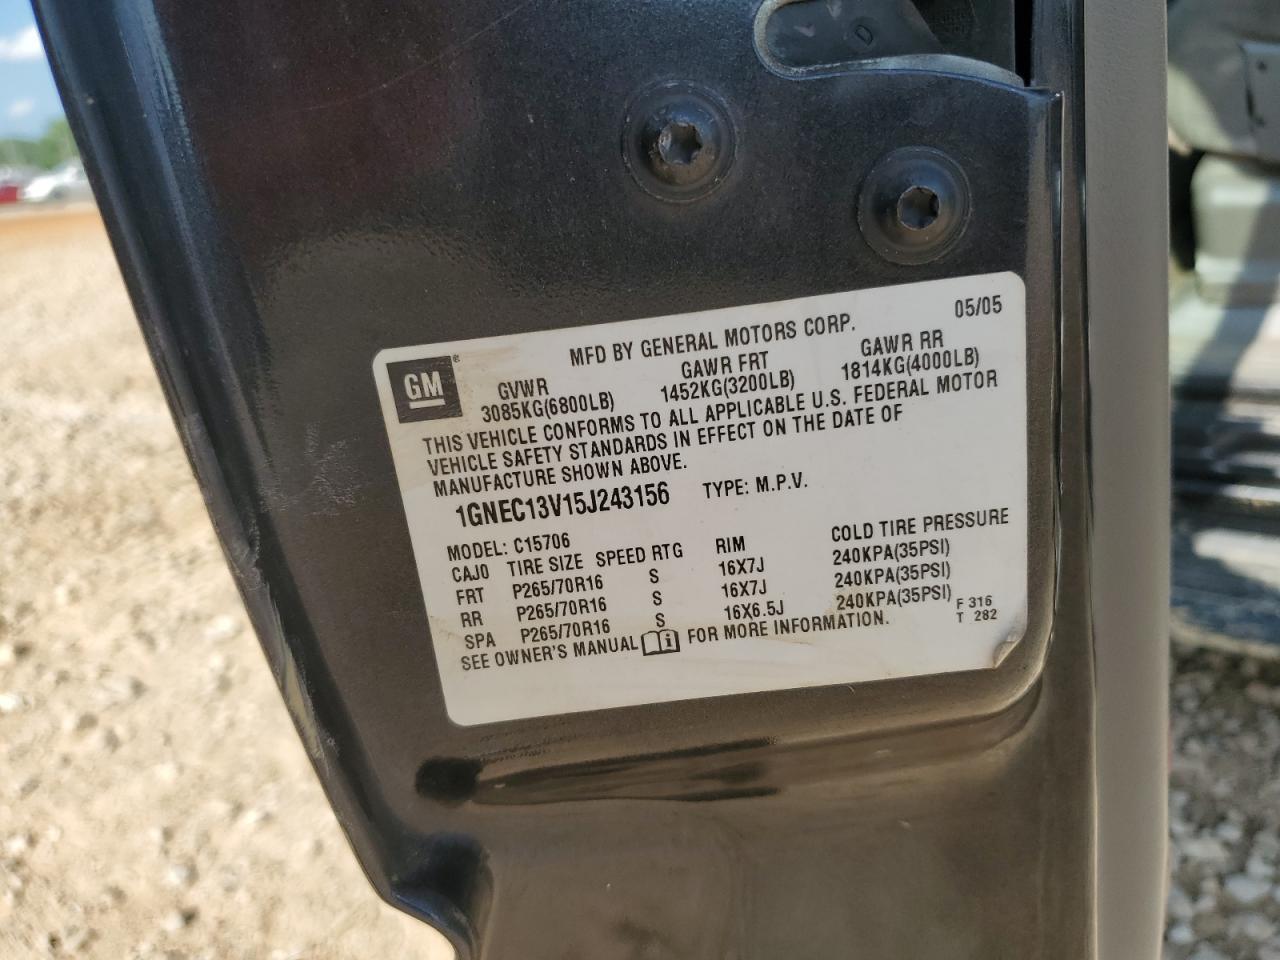 MFD BY GENERAL MOTORS CORP. 05/05
GM®
GVWR GAWR FRT GAWR RR
3085KG(6800LB) 1452KG(3200LB) 1814KG(4000LB)
THIS VEHICLE CONFORMS TO ALL APPLICABLE U.S. FEDERAL MOTOR
VEHICLE SAFETY STANDARDS IN EFFECT ON THE DATE OF
MANUFACTURE SHOWN ABOVE.
1GNEC13V15J243156 TYPE: M.P.V.
MODEL: C15706
CAJ0 TIRE SIZE SPEED RTG RIM COLD TIRE PRESSURE
FRT P265/70R16 S 16X7J 240KPA(35PSI)
RR P265/70R16 S 16X7J 240KPA(35PSI)
SPA P265/70R16 S 16X6.5J 240KPA(35PSI)
SEE OWNER'S MANUAL i FOR MORE INFORMATION.
F 316
T 282